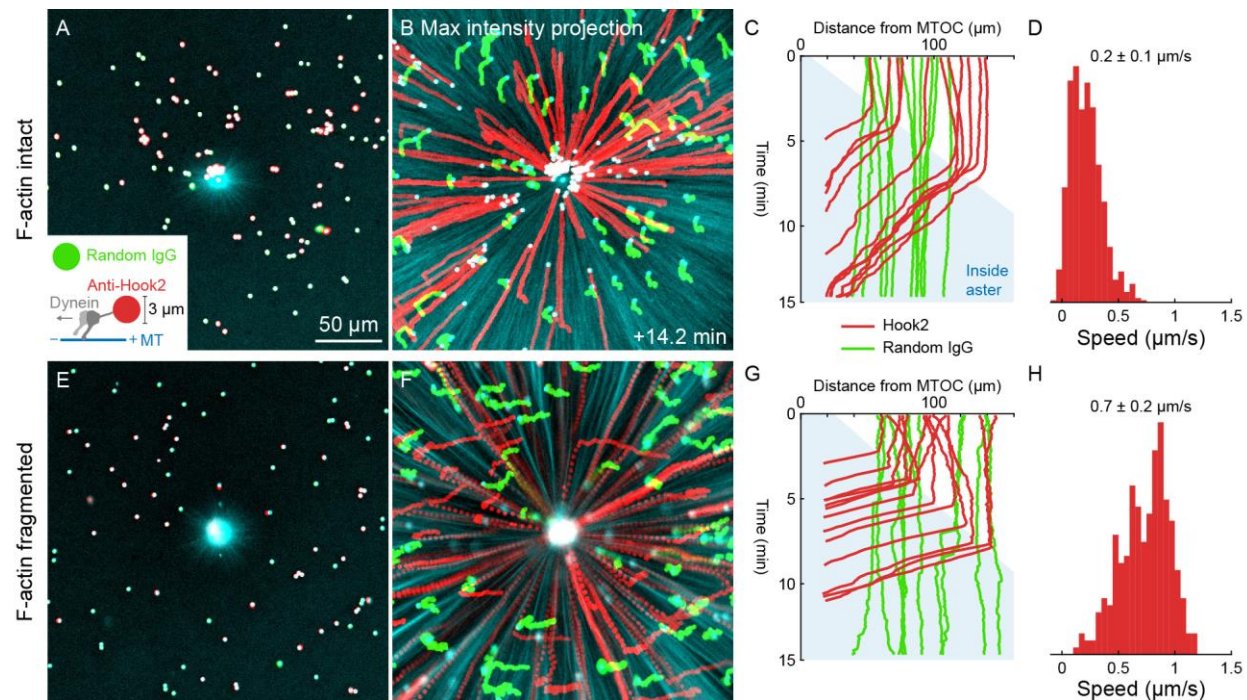 F-actin intact
A
Random IgG
Anti-Hook2
Dynein
3 µm
− + MT
50 µm
B Max intensity projection
+14.2 min
C
Distance from MTOC (µm)
0 100
Time (min)
0
5
10
15
Inside
aster
Hook2
Random IgG
D
0.2 ± 0.1 µm/s
0 0.5 1 1.5
Speed (µm/s)
F-actin fragmented
E
F
G
Distance from MTOC (µm)
0 100
Time (min)
0
5
10
15
H
0.7 ± 0.2 µm/s
0 0.5 1 1.5
Speed (µm/s)